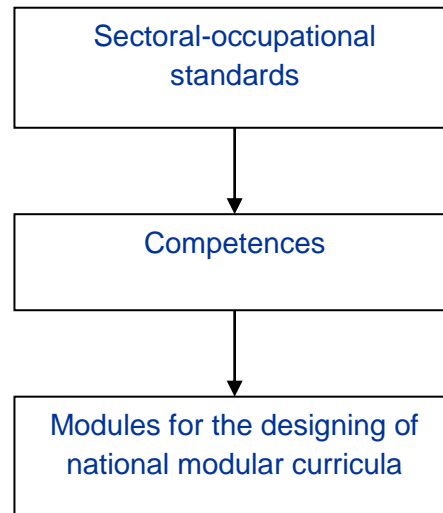 Sectoral-occupational
standards
Competences
Modules for the designing of
national modular curricula